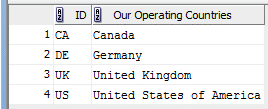 ID Our Operating Countries
1 CA Canada
2 DE Germany
3 UK United Kingdom
4 US United States of America